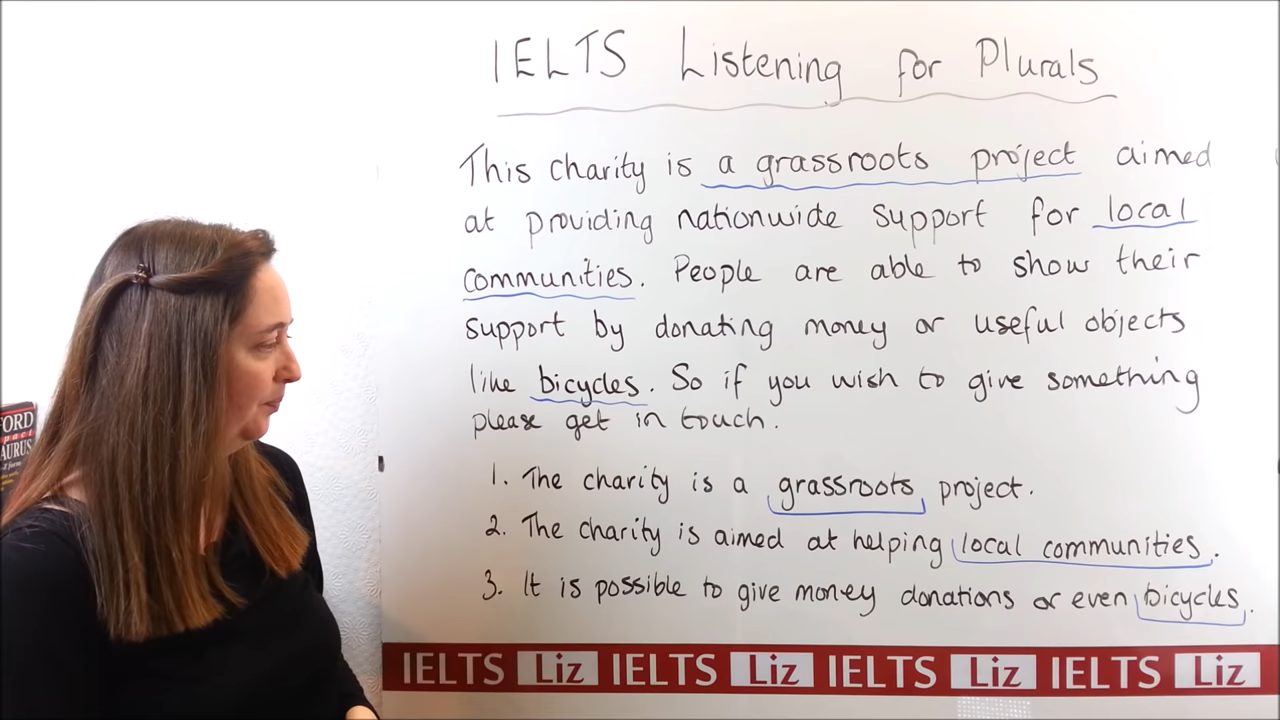 IELTS Listening for Plurals
This charity is a grassroots project aimed
at providing nationwide support for local
communities. People are able to show their
support by donating money or useful objects
like bicycles. So if you wish to give something
please get in touch.
1. The charity is a grassroots project.
2. The charity is aimed at helping local communities.
3. It is possible to give money donations or even bicycles.
IELTS Liz IELTS Liz IELTS Liz IELTS Liz
FORD
pact
AURUS